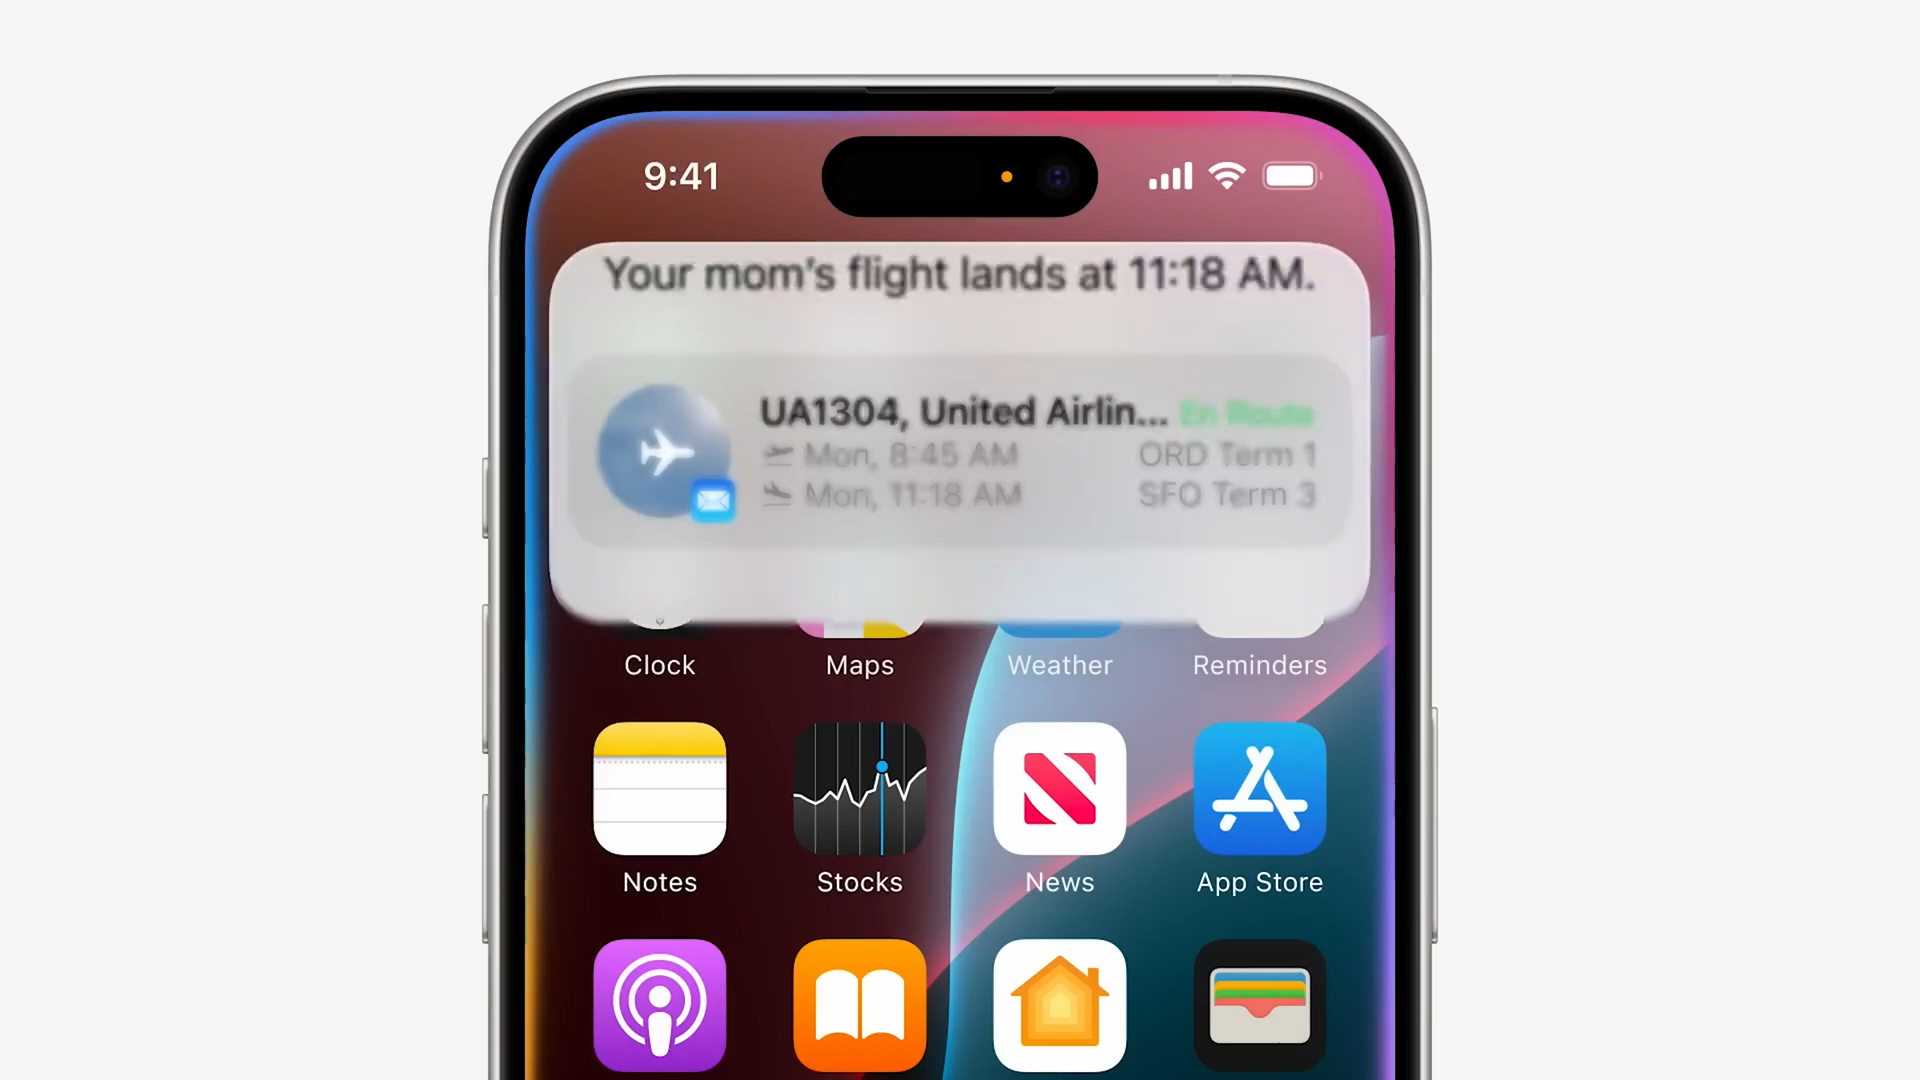 9:41
Your mom's flight lands at 11:18 AM.
UA1304, United Airlin... En Route
Mon, 8:45 AM ORD Term 1
Mon, 11:18 AM SFO Term 3
Clock Maps Weather Reminders
Notes Stocks News App Store